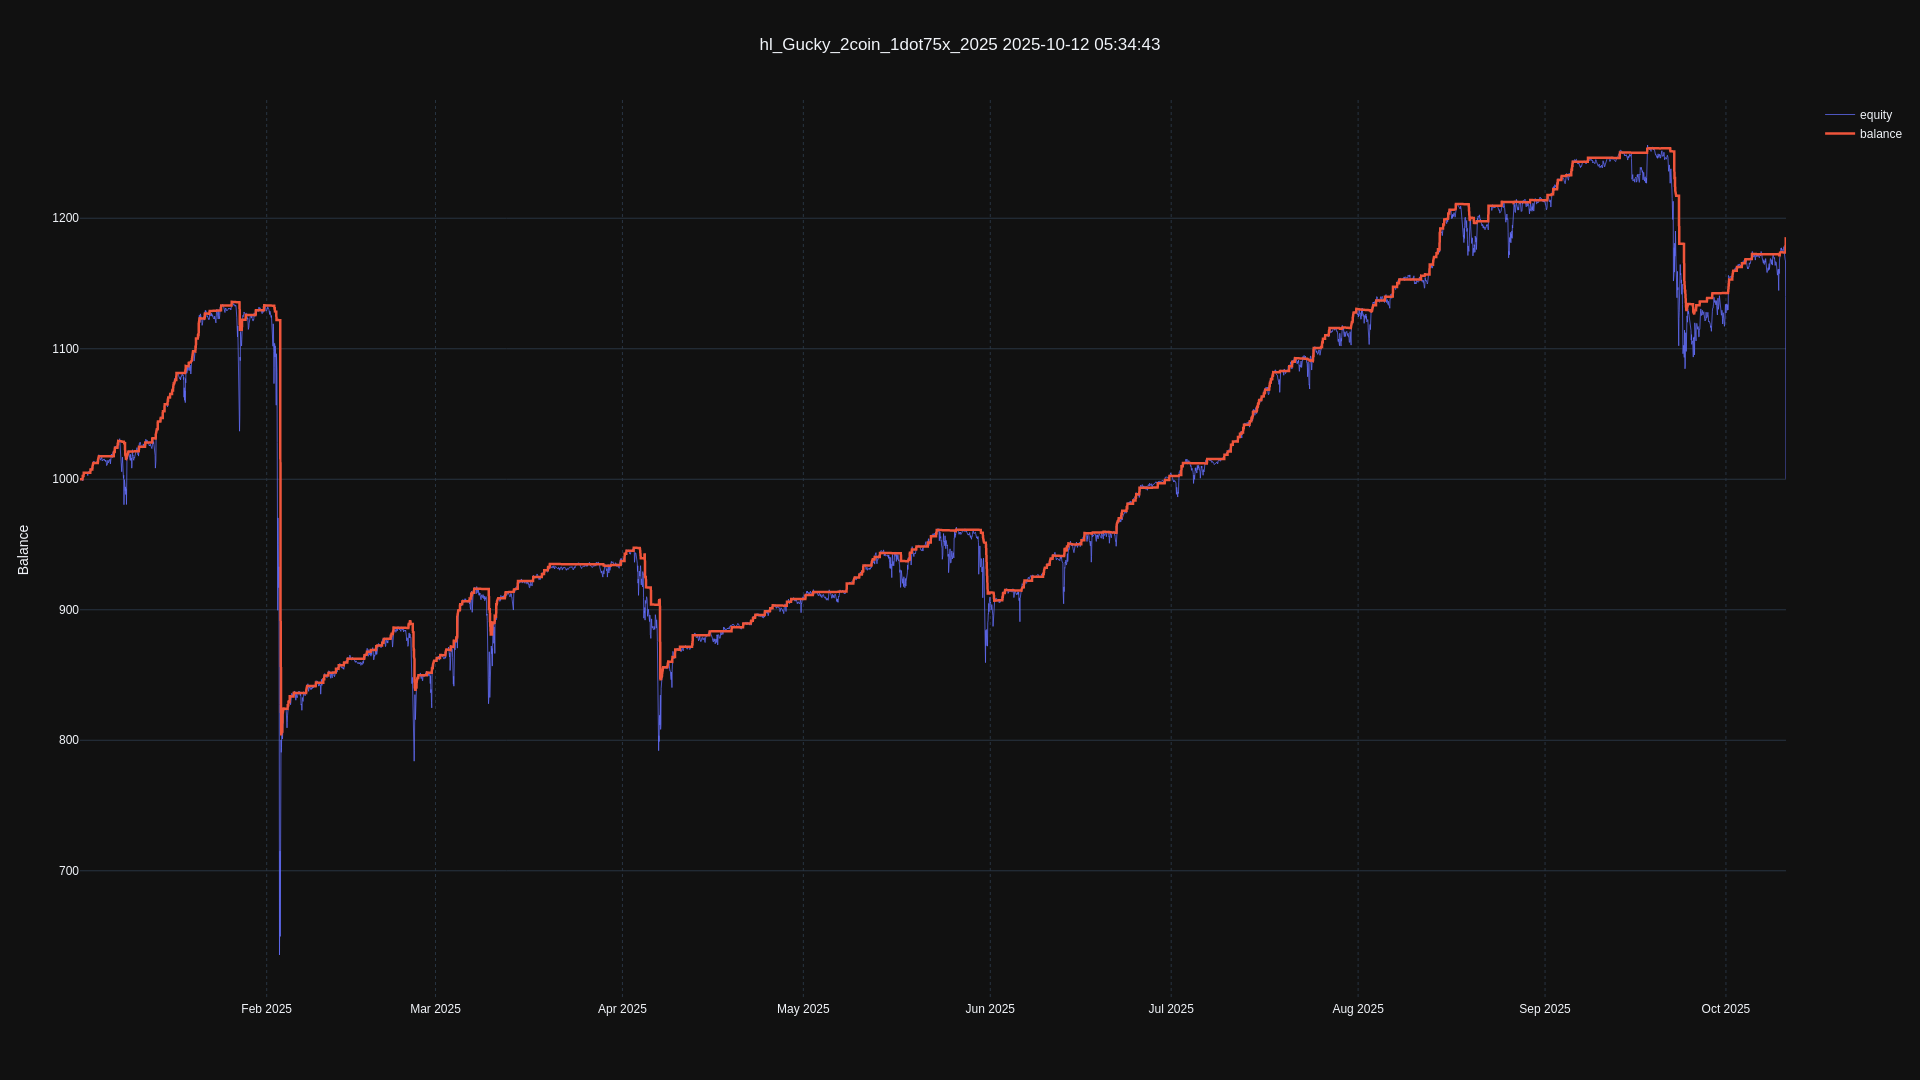 hl_Gucky_2coin_1dot75x_2025 2025-10-12 05:34:43
equity
balance
Balance
1200
1100
1000
900
800
700
Feb 2025
Mar 2025
Apr 2025
May 2025
Jun 2025
Jul 2025
Aug 2025
Sep 2025
Oct 2025